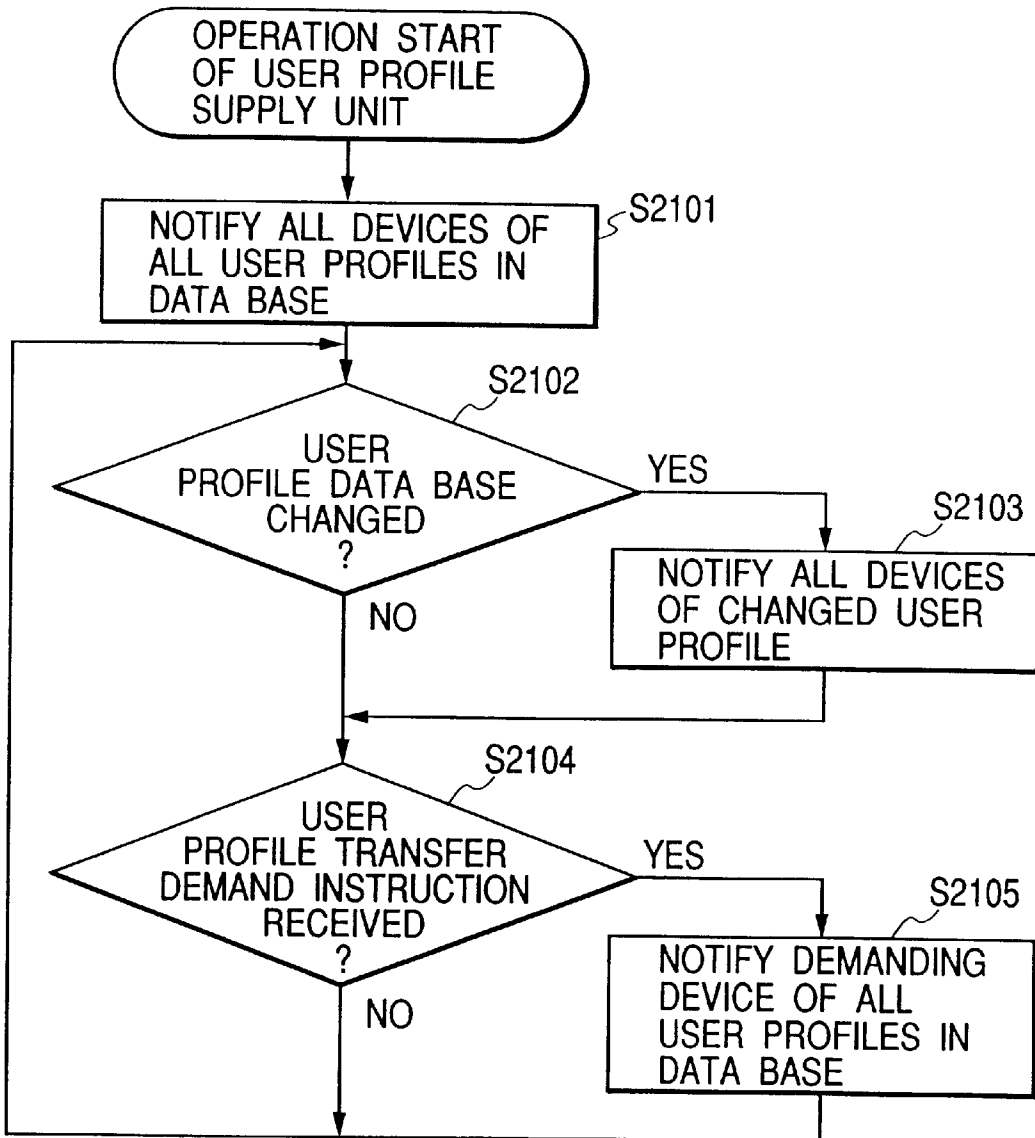 OPERATION START
OF USER PROFILE
SUPPLY UNIT
S2101
NOTIFY ALL DEVICES OF
ALL USER PROFILES IN
DATA BASE
S2102
USER
PROFILE DATA BASE
CHANGED
?
YES
NO
S2103
NOTIFY ALL DEVICES
OF CHANGED USER
PROFILE
S2104
USER
PROFILE TRANSFER
DEMAND INSTRUCTION
RECEIVED
?
YES
NO
S2105
NOTIFY DEMANDING
DEVICE OF ALL
USER PROFILES IN
DATA BASE